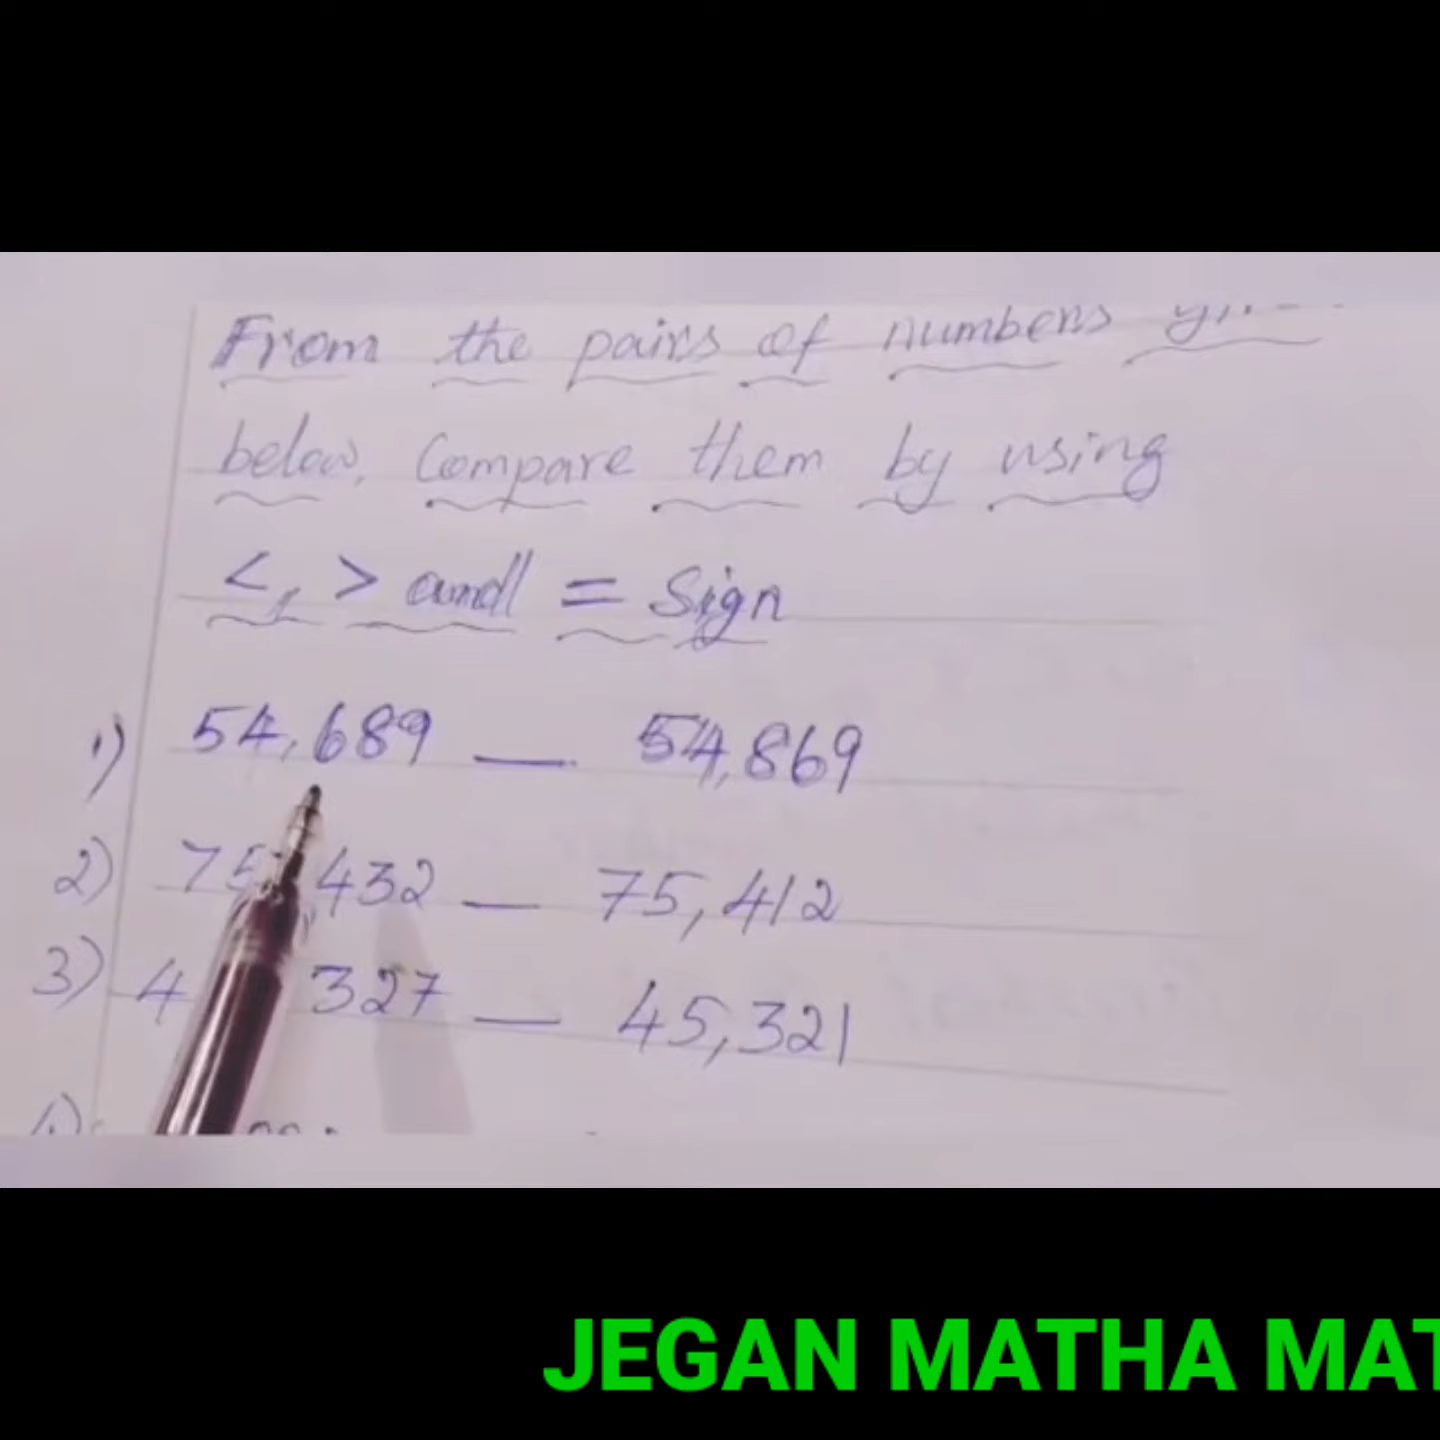 From the pairs of numbers
below, Compare them by using
<, > and = Sign
1) 54,689 — 54,869
2) 75,432 — 75,412
3) 4 327 — 45,321
JEGAN MATHA MAT